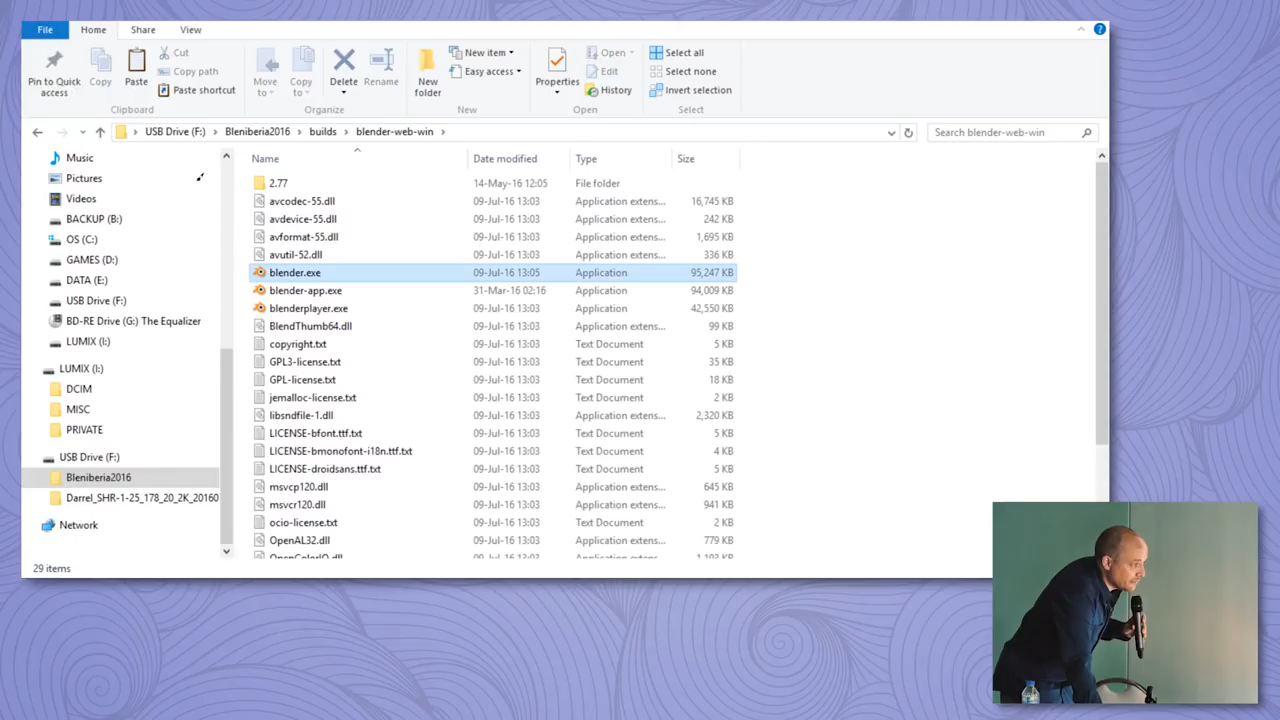 File Home Share View
Pin to Quick access
Copy
Paste
Cut
Copy path
Paste shortcut
Move to
Copy to
Delete
Rename
New folder
New item
Easy access
Properties
Open
Edit
History
Select all
Select none
Invert selection
Clipboard Organize New Open Select
USB Drive (F:) Bleniberia2016 builds blender-web-win
Search blender-web-win
Music
Pictures
Videos
BACKUP (B:)
OS (C:)
GAMES (D:)
DATA (E:)
USB Drive (F:)
BD-RE Drive (G:) The Equalizer
LUMIX (I:)
LUMIX (I:)
DCIM
MISC
PRIVATE
USB Drive (F:)
Bleniberia2016
Darrel_SHR-1-25_178_20_2K_20160
Network
Name Date modified Type Size
2.77 14-May-16 12:05 File folder
avcodec-55.dll 09-Jul-16 13:03 Application extens... 16,745 KB
avdevice-55.dll 09-Jul-16 13:03 Application extens... 242 KB
avformat-55.dll 09-Jul-16 13:03 Application extens... 1,695 KB
avutil-52.dll 09-Jul-16 13:03 Application extens... 336 KB
blender.exe 09-Jul-16 13:05 Application 95,247 KB
blender-app.exe 31-Mar-16 02:16 Application 94,009 KB
blenderplayer.exe 09-Jul-16 13:03 Application 42,550 KB
BlendThumb64.dll 09-Jul-16 13:03 Application extens... 99 KB
copyright.txt 09-Jul-16 13:03 Text Document 5 KB
GPL3-license.txt 09-Jul-16 13:03 Text Document 35 KB
GPL-license.txt 09-Jul-16 13:03 Text Document 18 KB
jemalloc-license.txt 09-Jul-16 13:03 Text Document 2 KB
libsndfile-1.dll 09-Jul-16 13:03 Application extens... 2,320 KB
LICENSE-bfont.ttf.txt 09-Jul-16 13:03 Text Document 5 KB
LICENSE-bmonofont-i18n.ttf.txt 09-Jul-16 13:03 Text Document 4 KB
LICENSE-droidsans.ttf.txt 09-Jul-16 13:03 Text Document 5 KB
msvcp120.dll 09-Jul-16 13:03 Application extens... 645 KB
msvcr120.dll 09-Jul-16 13:03 Application extens... 941 KB
ocio-license.txt 09-Jul-16 13:03 Text Document 2 KB
OpenAL32.dll 09-Jul-16 13:03 Application extens... 779 KB
OpenColorIO.dll 09-Jul-16 13:03 Application extens...
29 items